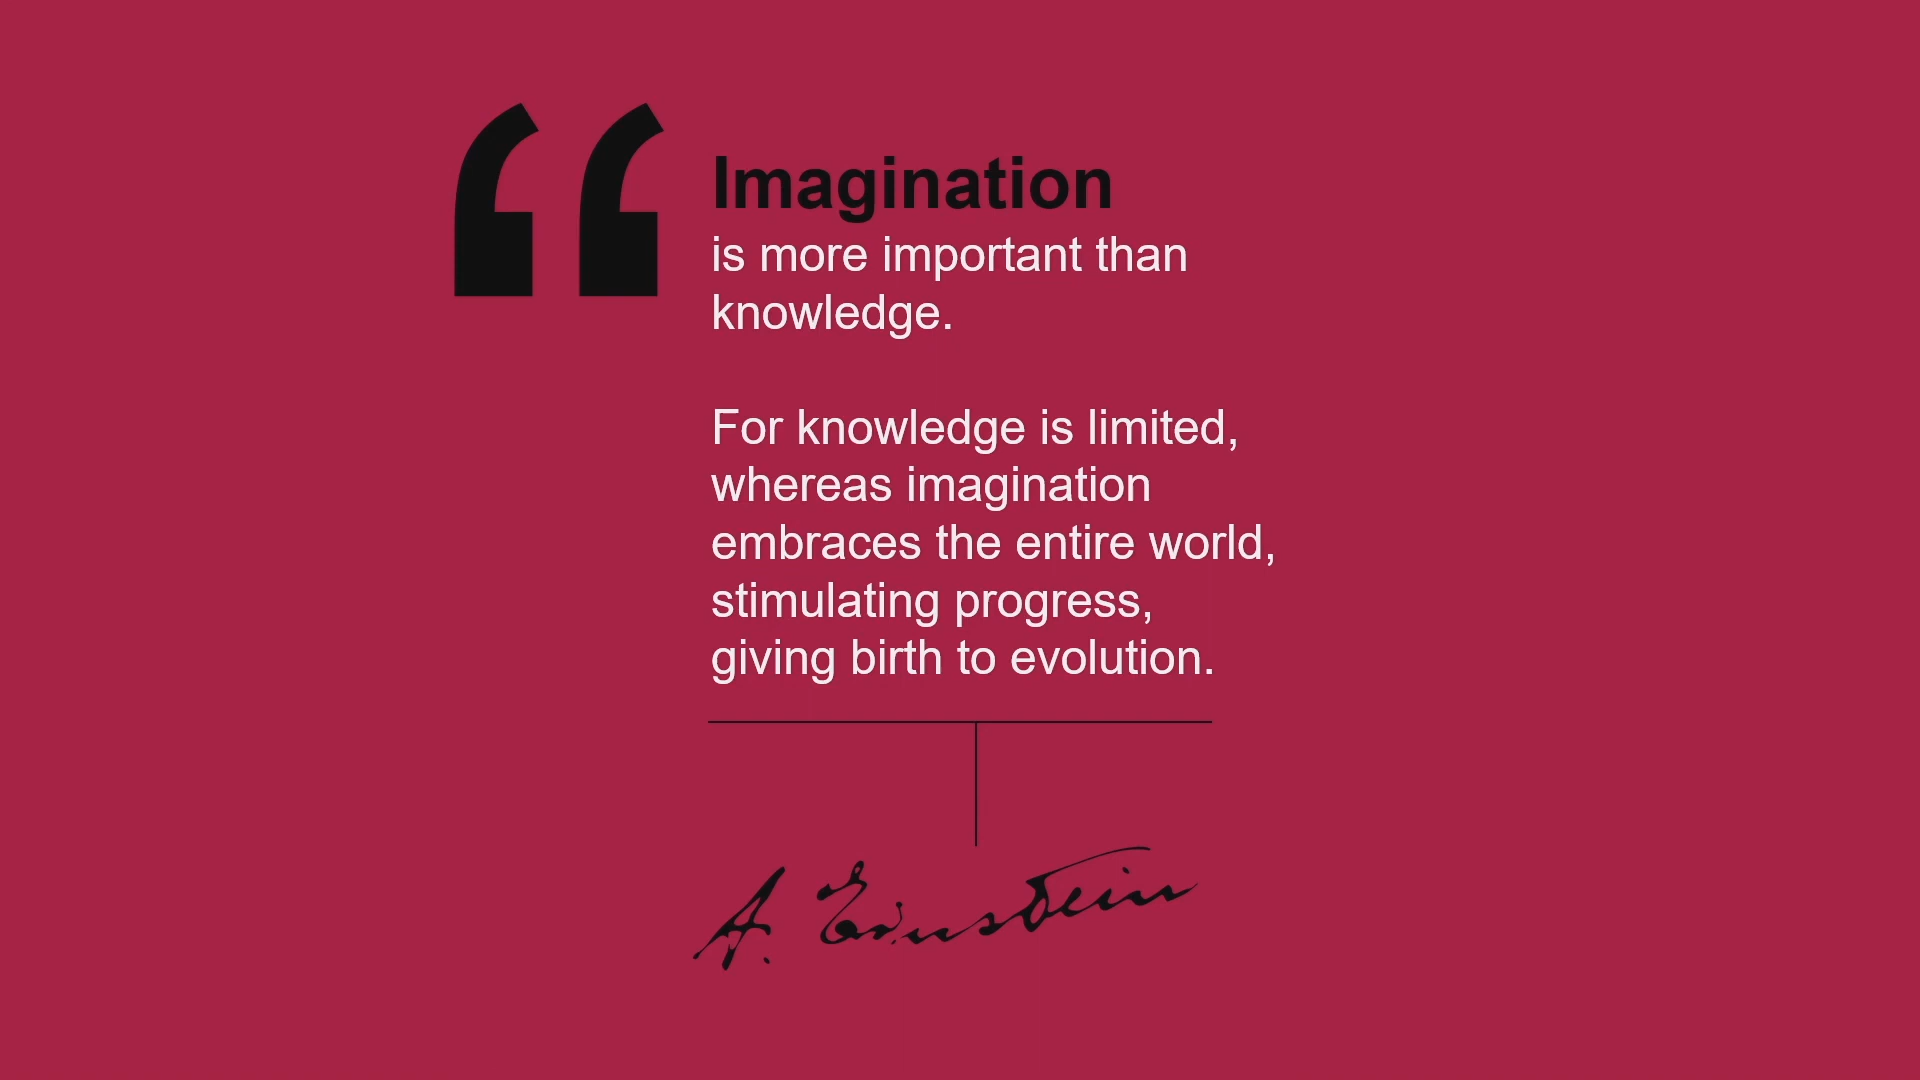 “
Imagination
is more important than
knowledge.
For knowledge is limited,
whereas imagination
embraces the entire world,
stimulating progress,
giving birth to evolution.
A. Einstein